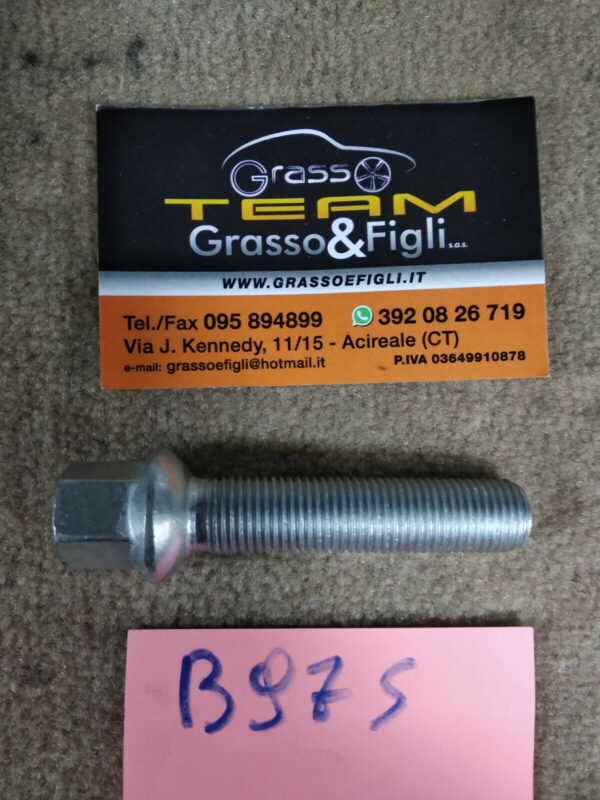 Grasso
TEAM
Grasso&Figli s.a.s.
WWW.GRASSOEFIGLI.IT
Tel./Fax 095 894899 392 08 26 719
Via J. Kennedy, 11/15 - Acireale (CT)
e-mail: grassoefigli@hotmail.it P.IVA 03649910878
B975